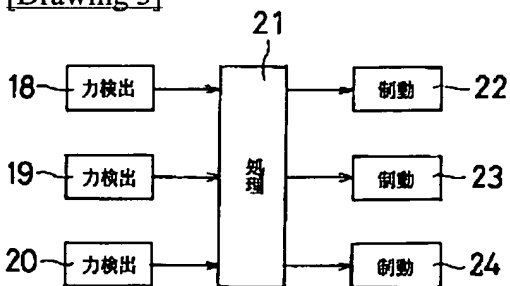 [Drawing 3]
21
18 力検出 制動 22
19 力検出 処理 制動 23
20 力検出 制動 24